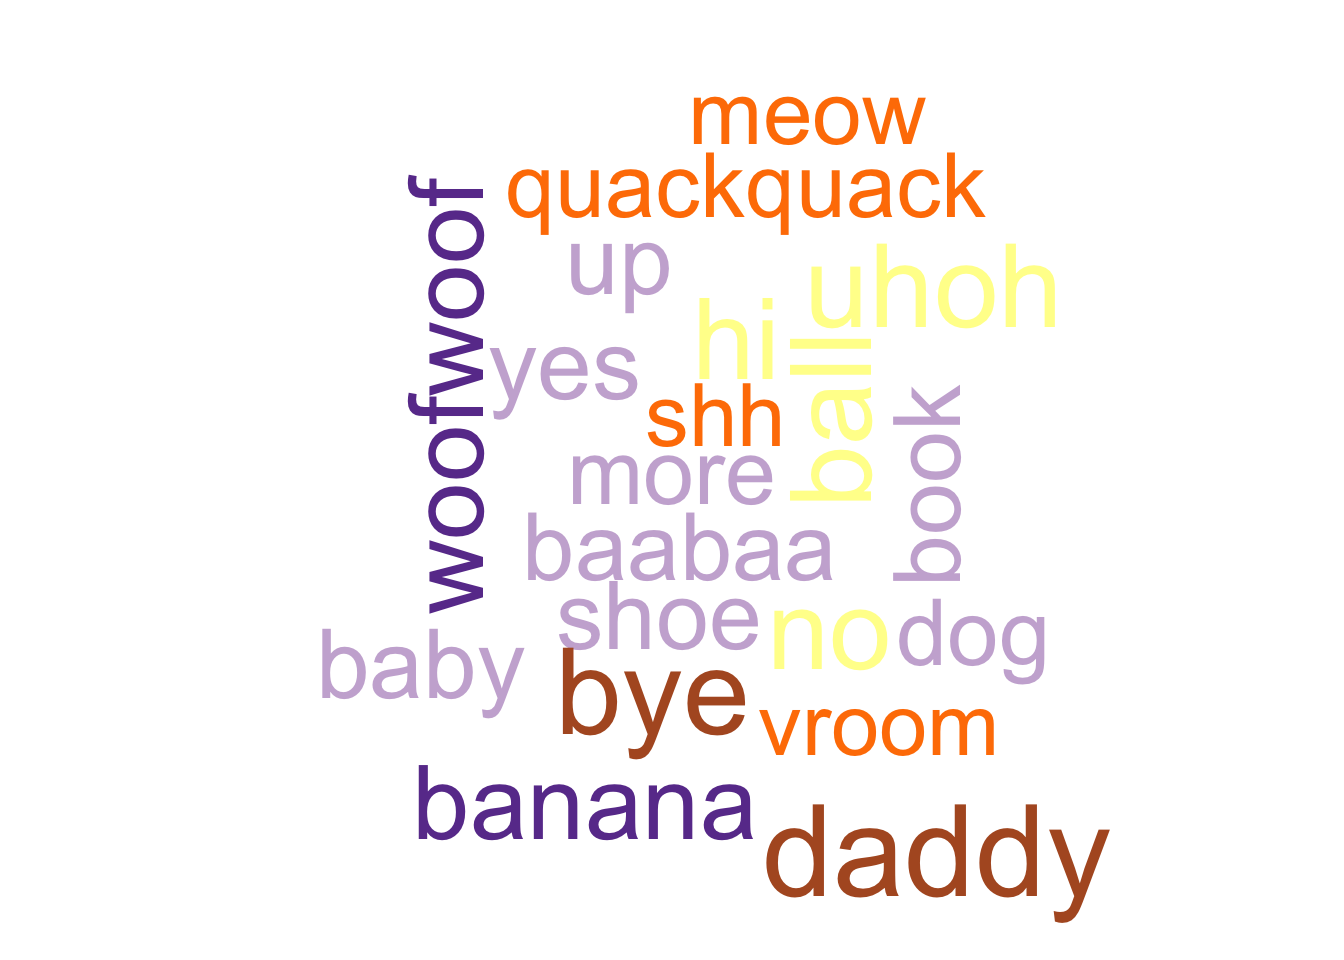 meow
quackquack
woofwoof
up
uhoh
hi
yes
ball
shh
book
more
baabaa
shoe
no
dog
baby
bye
vroom
banana
daddy